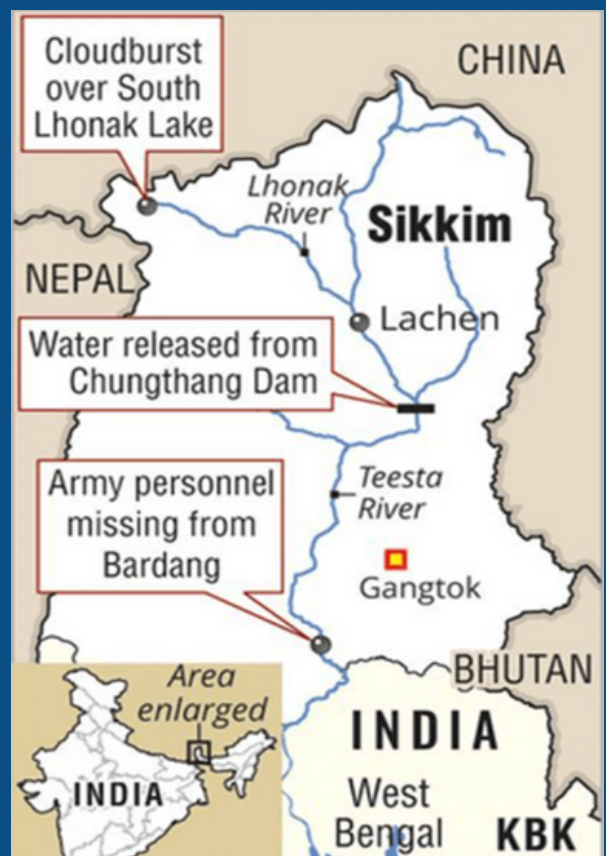 Cloudburst
over South
Lhonak Lake
CHINA
Lhonak
River
Sikkim
NEPAL
Lachen
Water released from
Chungthang Dam
Army personnel
missing from
Bardang
Teesta
River
Gangtok
BHUTAN
Area
enlarged
INDIA
INDIA
West
Bengal
KBK